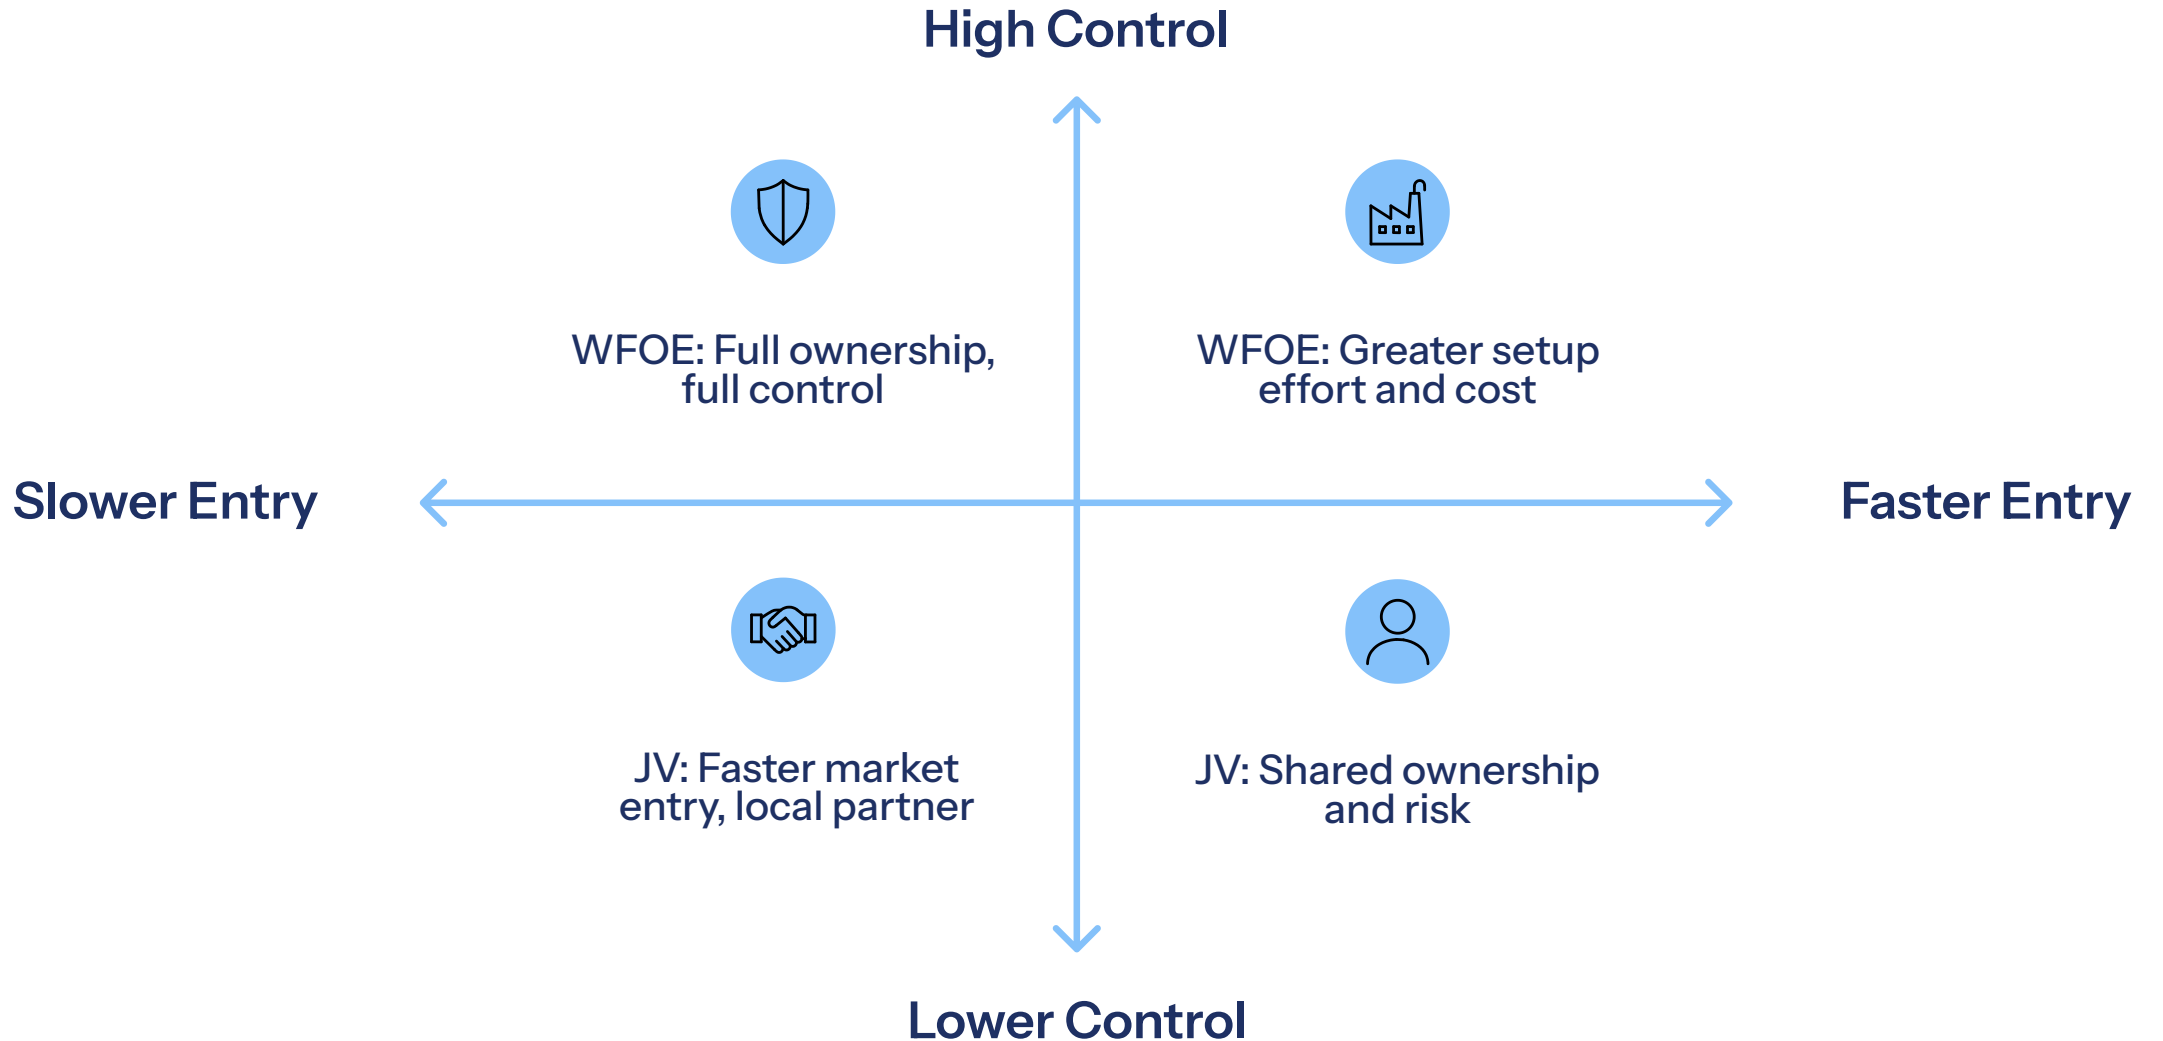 High Control
WFOE: Full ownership,
full control
WFOE: Greater setup
effort and cost
Slower Entry
Faster Entry
JV: Faster market
entry, local partner
JV: Shared ownership
and risk
Lower Control